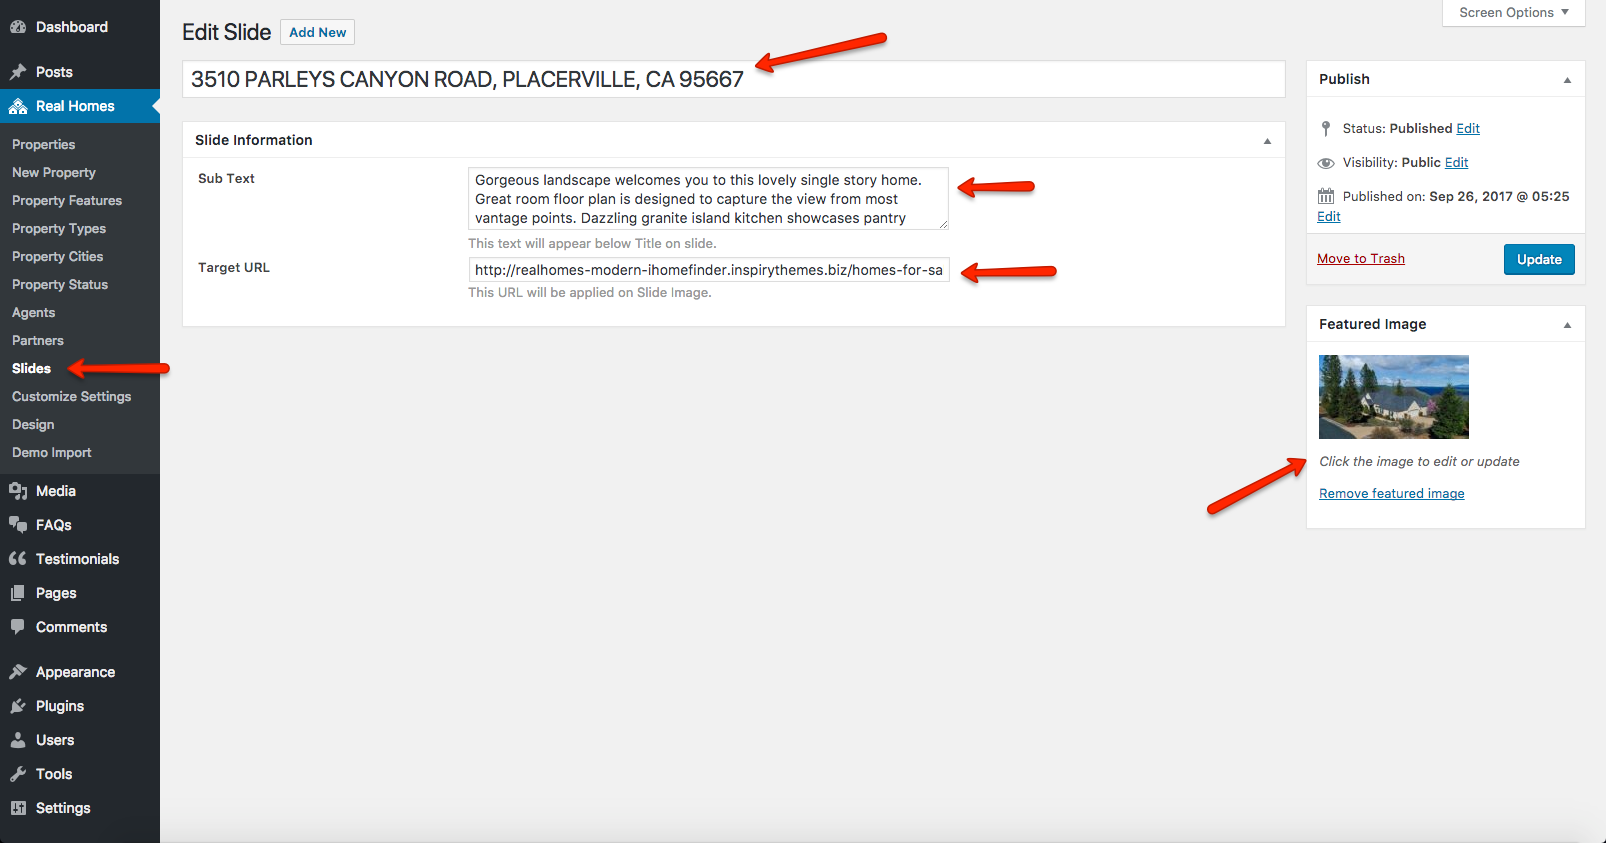 Dashboard
Posts
Real Homes
Properties
New Property
Property Features
Property Types
Property Cities
Property Status
Agents
Partners
Slides
Customize Settings
Design
Demo Import
Media
FAQs
Testimonials
Pages
Comments
Appearance
Plugins
Users
Tools
Settings
Screen Options
Edit Slide Add New
3510 PARLEYS CANYON ROAD, PLACERVILLE, CA 95667
Slide Information
Sub Text
Gorgeous landscape welcomes you to this lovely single story home.
Great room floor plan is designed to capture the view from most
vantage points. Dazzling granite island kitchen showcases pantry
This text will appear below Title on slide.
Target URL
http://realhomes-modern-ihomefinder.inspirythemes.biz/homes-for-sa
This URL will be applied on Slide Image.
Publish
Status: Published Edit
Visibility: Public Edit
Published on: Sep 26, 2017 @ 05:25
Edit
Move to Trash Update
Featured Image
Click the image to edit or update
Remove featured image